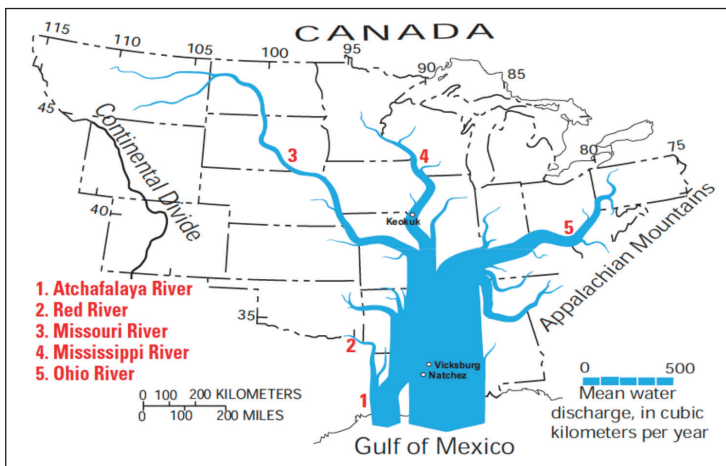 CANADA
115
110
105
100
95
90
85
80
75
45
40
35
Continental
Divide
3
4
Keokuk
5
Appalachian Mountains
1. Atchafalaya River
2. Red River
3. Missouri River
4. Mississippi River
5. Ohio River
2
Vicksburg
Natchez
1
0 100 200 KILOMETERS
0 100 200 MILES
Gulf of Mexico
0 500
Mean water
discharge, in cubic
kilometers per year